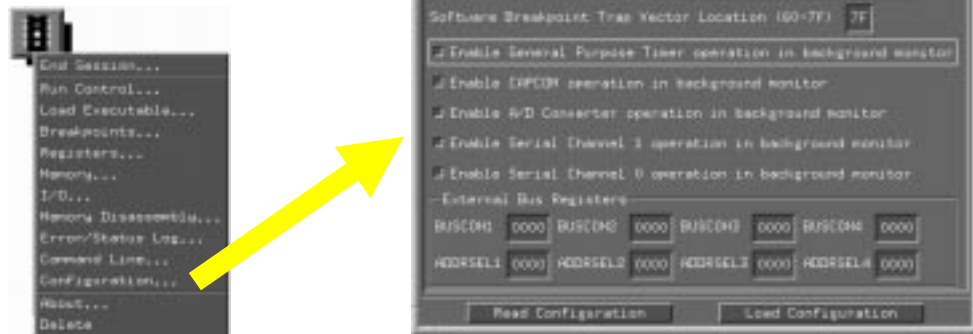 End Session...
Run Control...
Load Executable...
Breakpoints...
Registers...
Memory...
I/O...
Memory Disassembly...
Error/Status Log...
Command Line...
Configuration...
About...
Delete
Software Breakpoint Trap Vector Location (60-7F) 7F
Enable General Purpose Timer operation in background monitor
Enable CAPCOM operation in background monitor
Enable A/D Converter operation in background monitor
Enable Serial Channel 1 operation in background monitor
Enable Serial Channel 0 operation in background monitor
External Bus Registers
BUSCON1 0000 BUSCON2 0000 BUSCON3 0000 BUSCON4 0000
ADDRSEL1 0000 ADDRSEL2 0000 ADDRSEL3 0000 ADDRSEL4 0000
Read Configuration Load Configuration